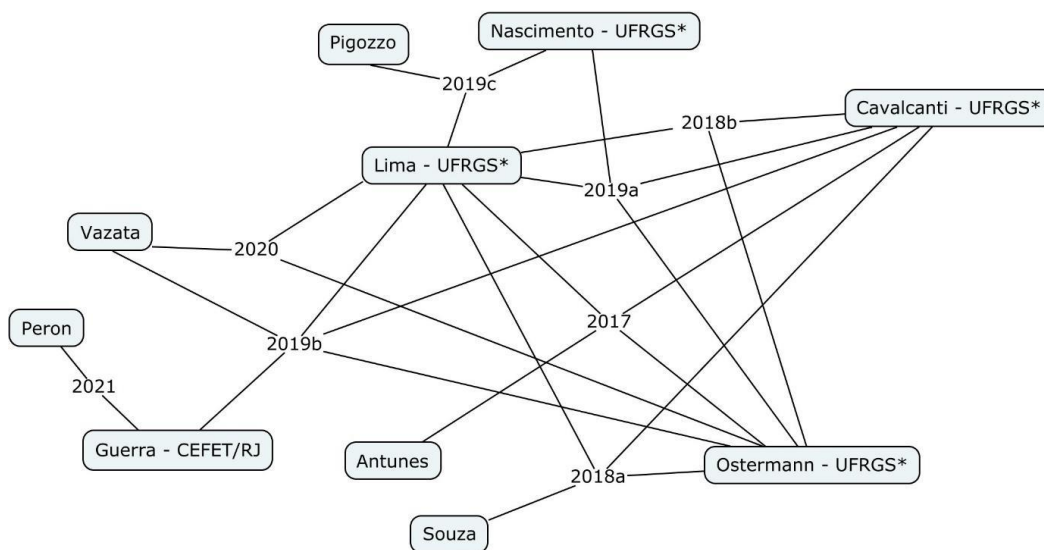 Nascimento - UFRGS*
Pigozzo
2019c
Cavalcanti - UFRGS*
2018b
Lima - UFRGS*
2019a
Vazata
2020
Peron
2017
2019b
2021
Guerra - CEFET/RJ
Antunes
Ostermann - UFRGS*
2018a
Souza